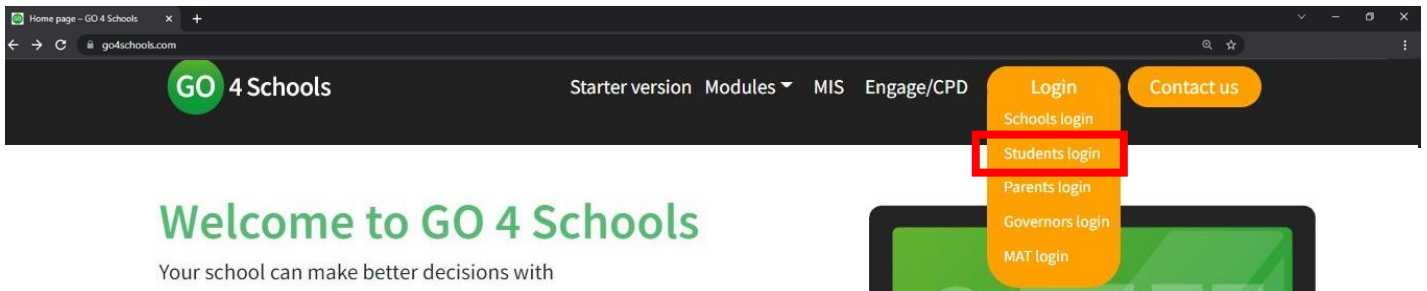 Home page – GO 4 Schools
go4schools.com
GO 4 Schools Starter version Modules MIS Engage/CPD Login Contact us
Schools login
Students login
Parents login
Governors login
MAT login
Welcome to GO 4 Schools
Your school can make better decisions with